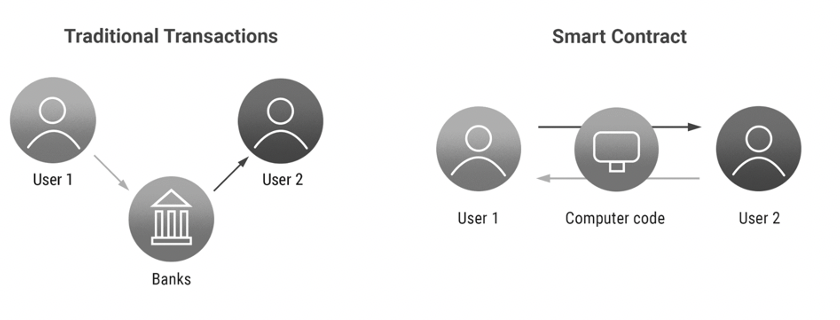 Traditional Transactions
User 1
User 2
Banks
Smart Contract
User 1
Computer code
User 2